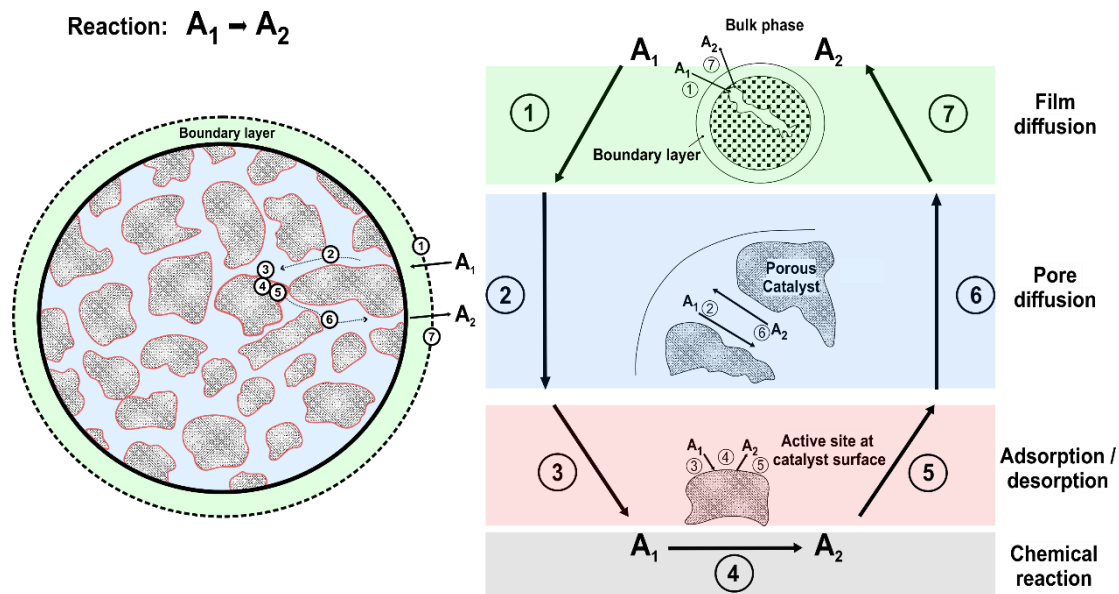 Reaction: A1 → A2
Boundary layer
1
2
3
4
5
A1
6
A2
7
Bulk phase
A1
A2
A2
7
A1
1
1
7
Film
diffusion
Boundary layer
2
Porous
Catalyst
A1
2
6
A2
6
Pore
diffusion
3
A1
A2
3
4
5
Active site at
catalyst surface
5
Adsorption /
desorption
A1
A2
4
Chemical
reaction